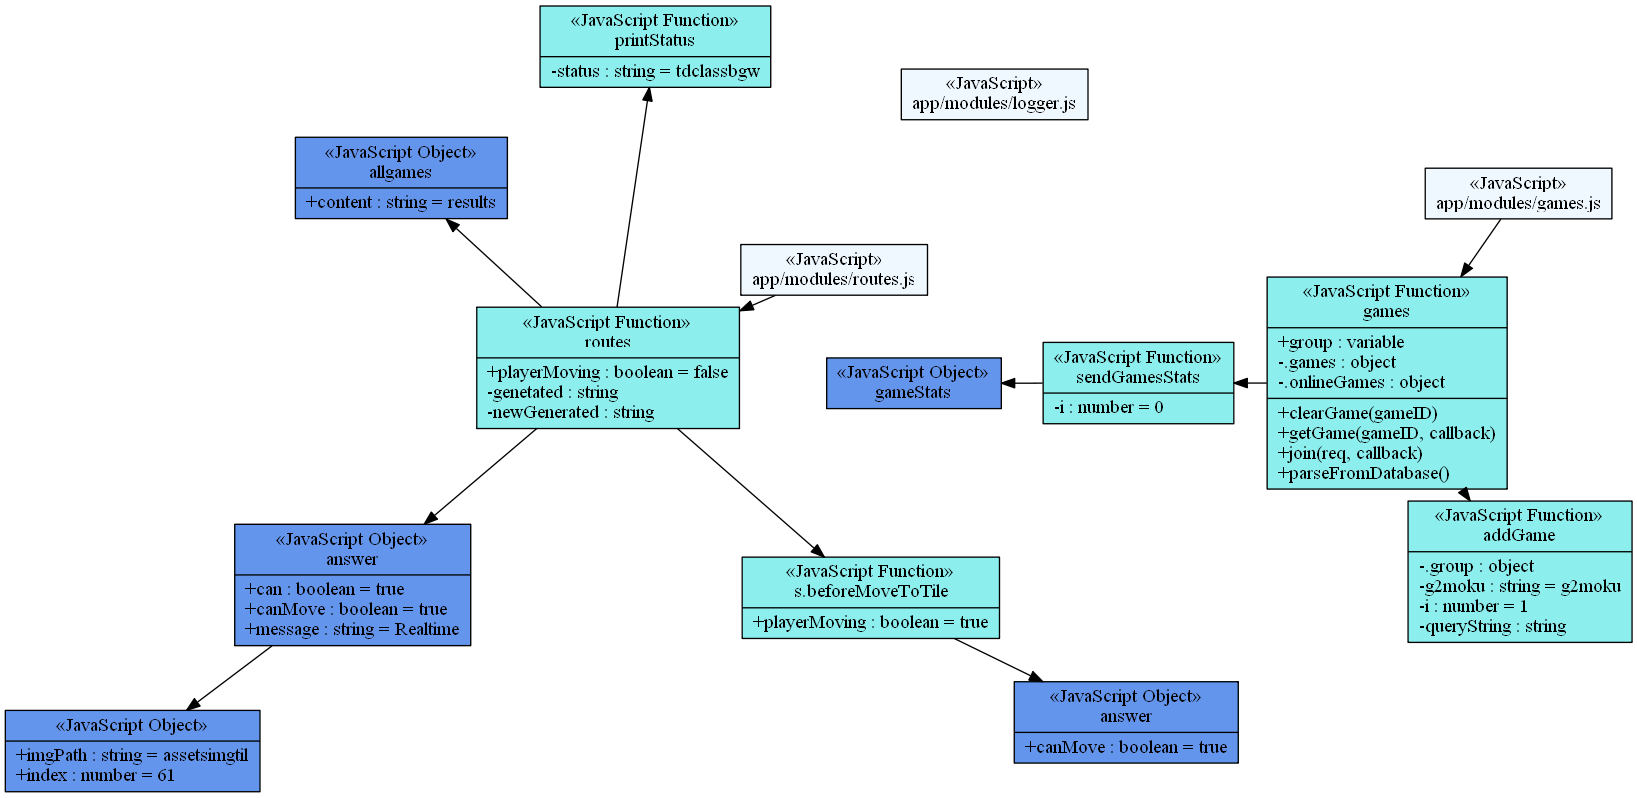 «JavaScript Function»
printStatus
-status : string = tdclassbgw
«JavaScript»
app/modules/logger.js
«JavaScript Object»
allgames
+content : string = results
«JavaScript»
app/modules/games.js
«JavaScript»
app/modules/routes.js
«JavaScript Function»
games
+group : variable
-.games : object
-.onlineGames : object
+clearGame(gameID)
+getGame(gameID, callback)
+join(req, callback)
+parseFromDatabase()
«JavaScript Function»
routes
+playerMoving : boolean = false
-genetated : string
-newGenerated : string
«JavaScript Object»
gameStats
«JavaScript Function»
sendGamesStats
-i : number = 0
«JavaScript Function»
addGame
-.group : object
-g2moku : string = g2moku
-i : number = 1
-queryString : string
«JavaScript Object»
answer
+can : boolean = true
+canMove : boolean = true
+message : string = Realtime
«JavaScript Function»
s.beforeMoveToTile
+playerMoving : boolean = true
«JavaScript Object»
answer
+canMove : boolean = true
«JavaScript Object»
+imgPath : string = assetsimgtil
+index : number = 61